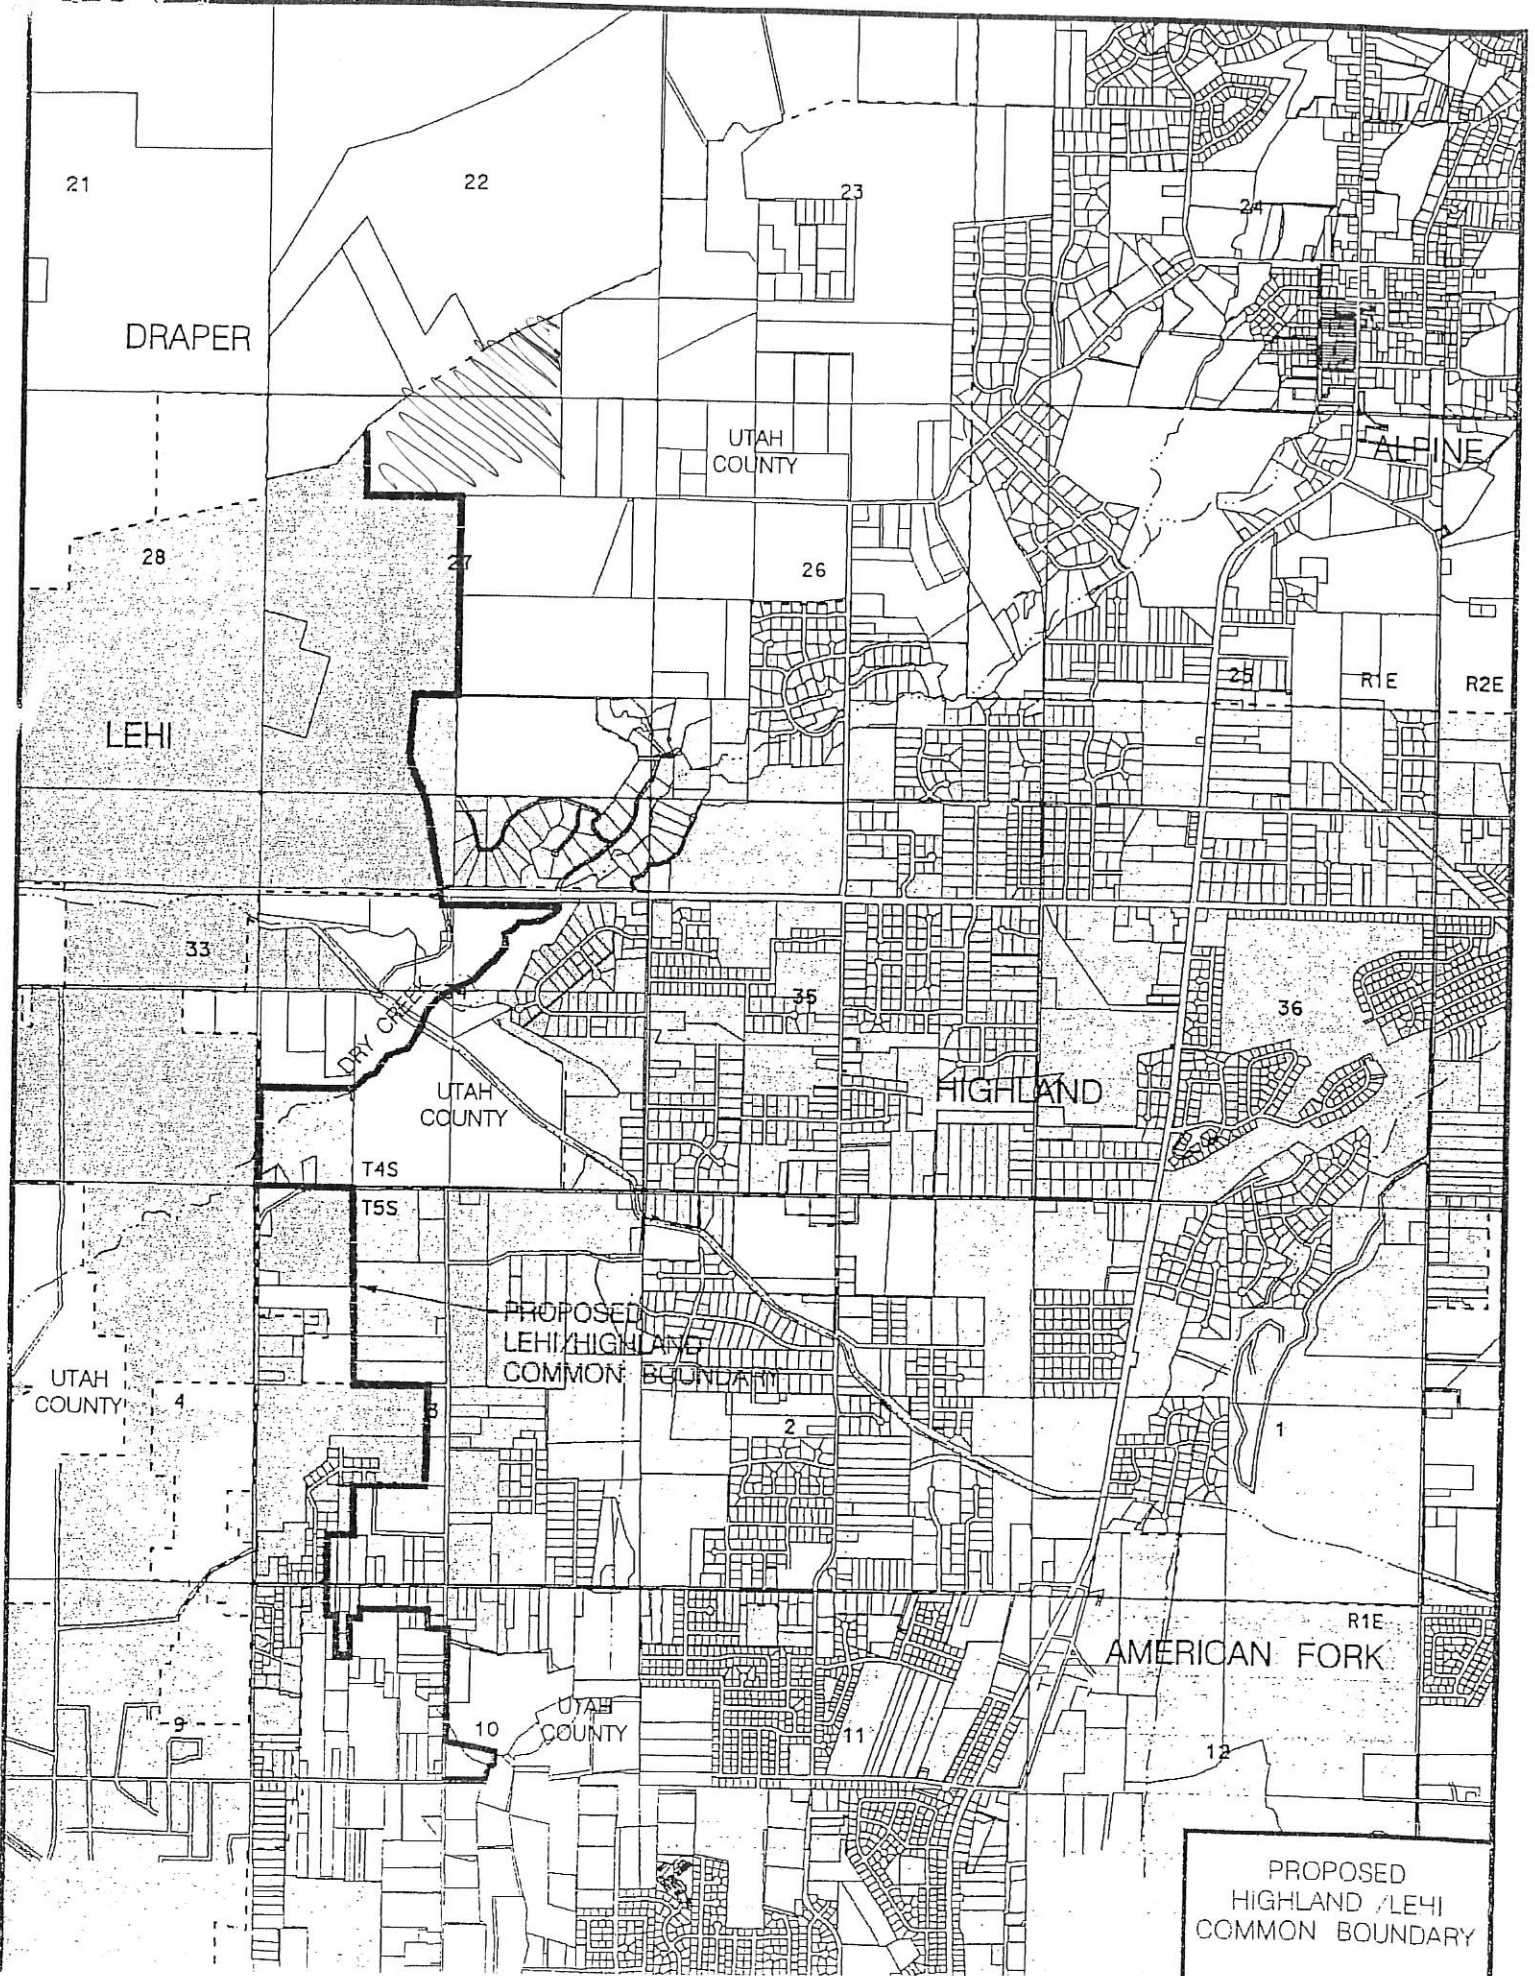 21
22
23
24
DRAPER
UTAH
COUNTY
ALPINE
28
27
26
25
R1E
R2E
LEHI
33
35
36
DRY CREEK
UTAH
COUNTY
HIGHLAND
T4S
T5S
PROPOSED
LEHI/HIGHLAND
COMMON BOUNDARY
UTAH
COUNTY
4
2
1
R1E
AMERICAN FORK
9
10
UTAH
COUNTY
11
12
PROPOSED
HIGHLAND /LEHI
COMMON BOUNDARY